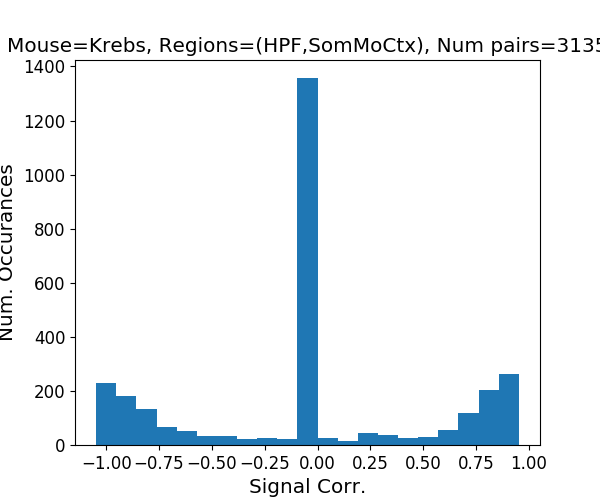 Mouse=Krebs, Regions=(HPF,SomMoCtx), Num pairs=3135
1400
1200
1000
800
600
400
200
0
Num. Occurances
−1.00 −0.75 −0.50 −0.25 0.00 0.25 0.50 0.75 1.00
Signal Corr.